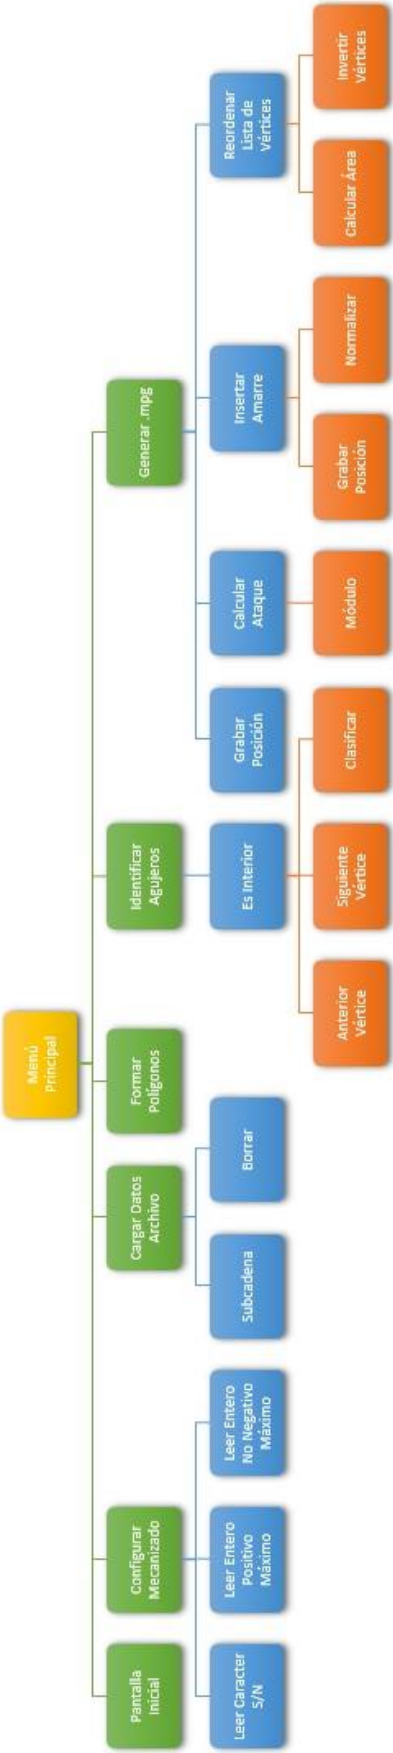 Menú
Principal
Pantalla
Inicial
Configurar
Mecanizado
Cargar Datos
Archivo
Formar
Polígonos
Identificar
Agujeros
Generar .mpg
Leer Caracter
S/N
Leer Entero
Positivo
Máximo
Leer Entero
No Negativo
Máximo
Subcadena
Borrar
Es Interior
Grabar
Posición
Calcular
Ataque
Insertar
Amarre
Reordenar
Lista de
Vértices
Anterior
Vértice
Siguiente
Vértice
Clasificar
Módulo
Grabar
Posición
Normalizar
Calcular Área
Invertir
Vértices